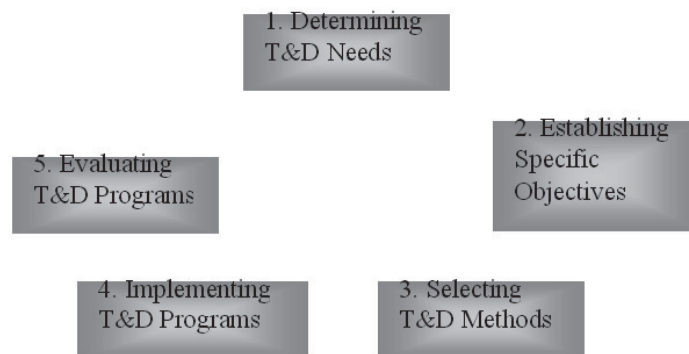 1. Determining
T&D Needs
2. Establishing
Specific
Objectives
3. Selecting
T&D Methods
4. Implementing
T&D Programs
5. Evaluating
T&D Programs